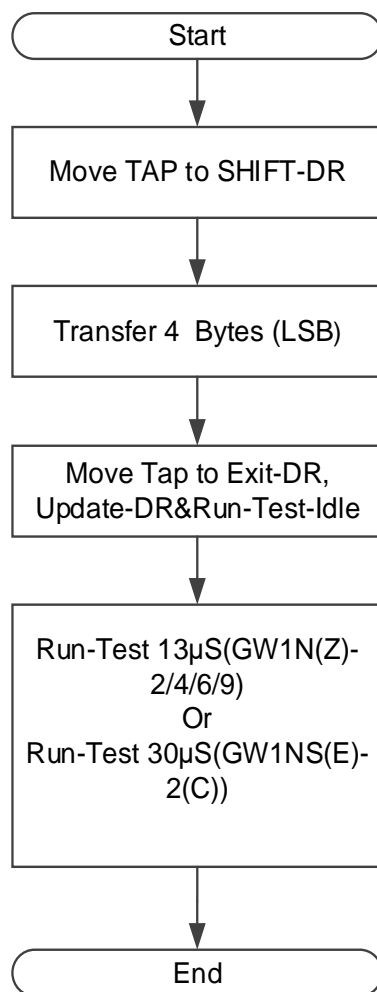 Start
Move TAP to SHIFT-DR
Transfer 4  Bytes (LSB)
Move Tap to Exit-DR,
Update-DR&Run-Test-Idle
Run-Test 13µS(GW1N(Z)-
2/4/6/9)
Or
Run-Test 30µS(GW1NS(E)-
2(C))
End